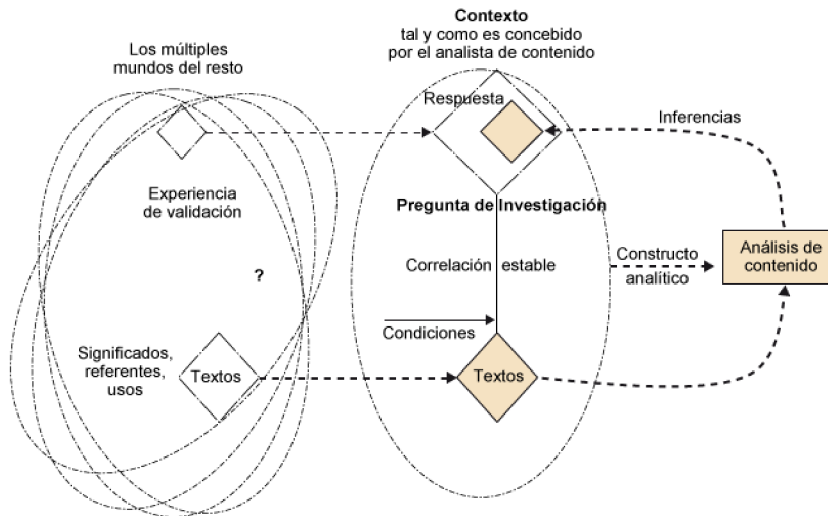 Los múltiples
mundos del resto
Contexto
tal y como es concebido
por el analista de contenido
Respuesta
Inferencias
Experiencia
de validación
Pregunta de Investigación
?
Correlación estable
Constructo
analítico
Análisis de
contenido
Condiciones
Significados,
referentes,
usos
Textos
Textos